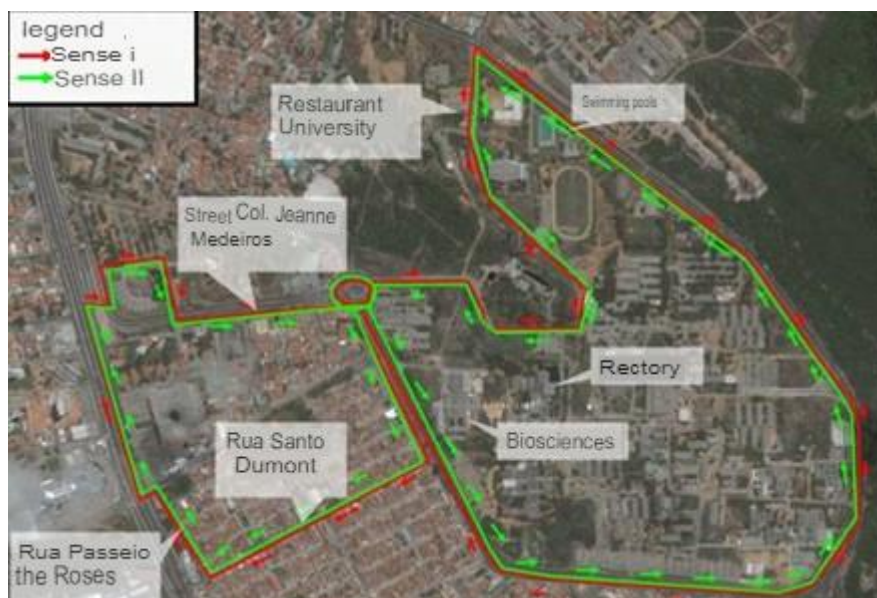 legend
Sense i
Sense II
Restaurant
University
Swimming pools
Street Col. Jeanne
Medeiros
Rectory
Biosciences
Rua Santo
Dumont
Rua Passeio
the Roses